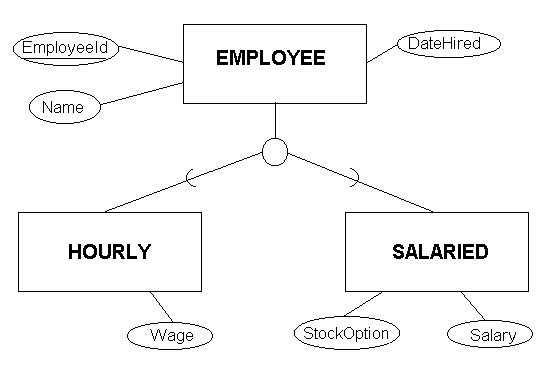 EmployeeId
EMPLOYEE
DateHired
Name
HOURLY
SALARIED
Wage
StockOption
Salary